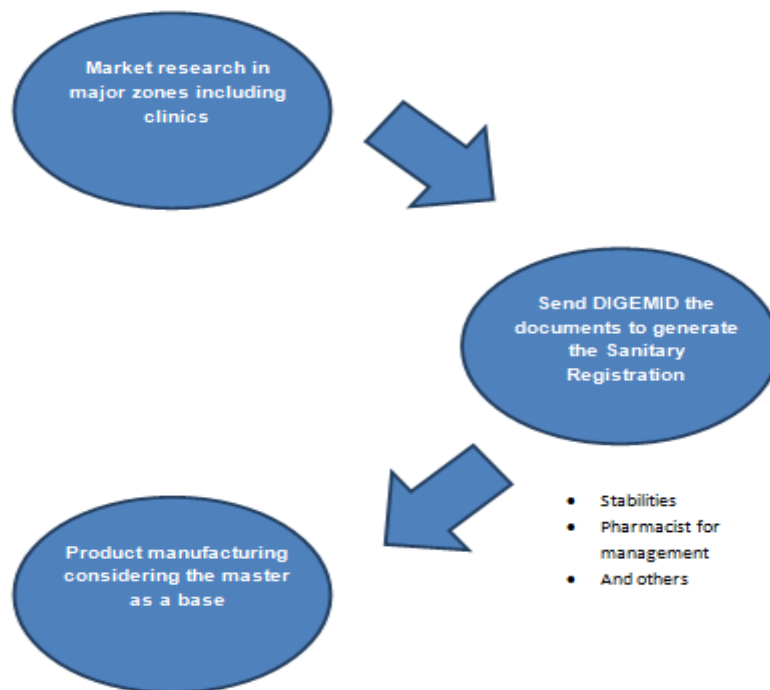 Market research in
major zones including
clinics
Send DIGEMID the
documents to generate
the Sanitary
Registration
• Stabilities
• Pharmacist for
management
• And others
Product manufacturing
considering the master
as a base